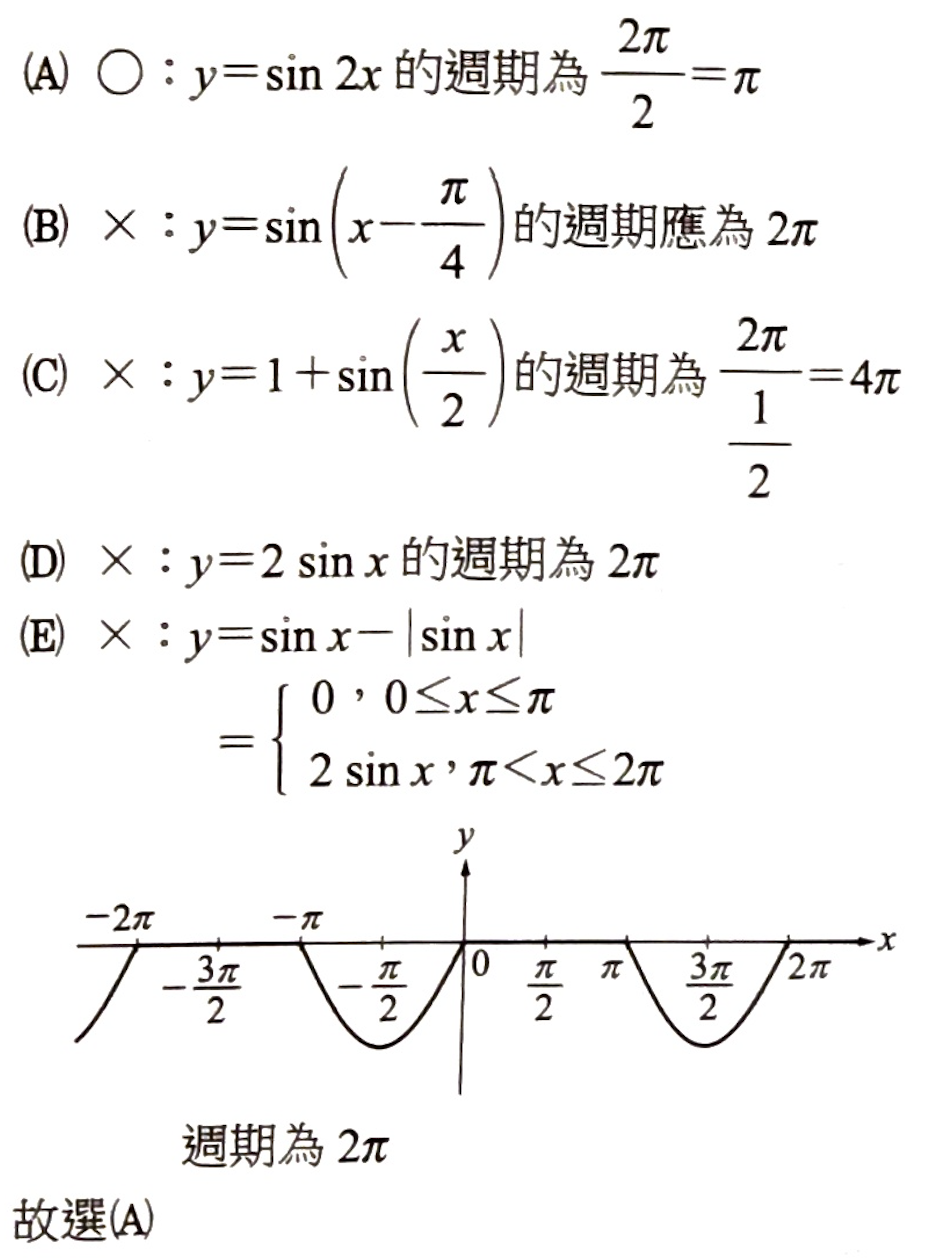 (A) ○：y=sin 2x 的週期為 2π/2=π
(B) ×：y=sin(x−π/4)的週期應為 2π
(C) ×：y=1+sin(x/2)的週期為 2π/(1/2)=4π
(D) ×：y=2 sin x 的週期為 2π
(E) ×：y=sin x−|sin x|
={ 0，0≤x≤π
2 sin x，π<x≤2π
y
−2π −π x
−3π/2 −π/2 0 π/2 π 3π/2 2π
週期為 2π
故選(A)